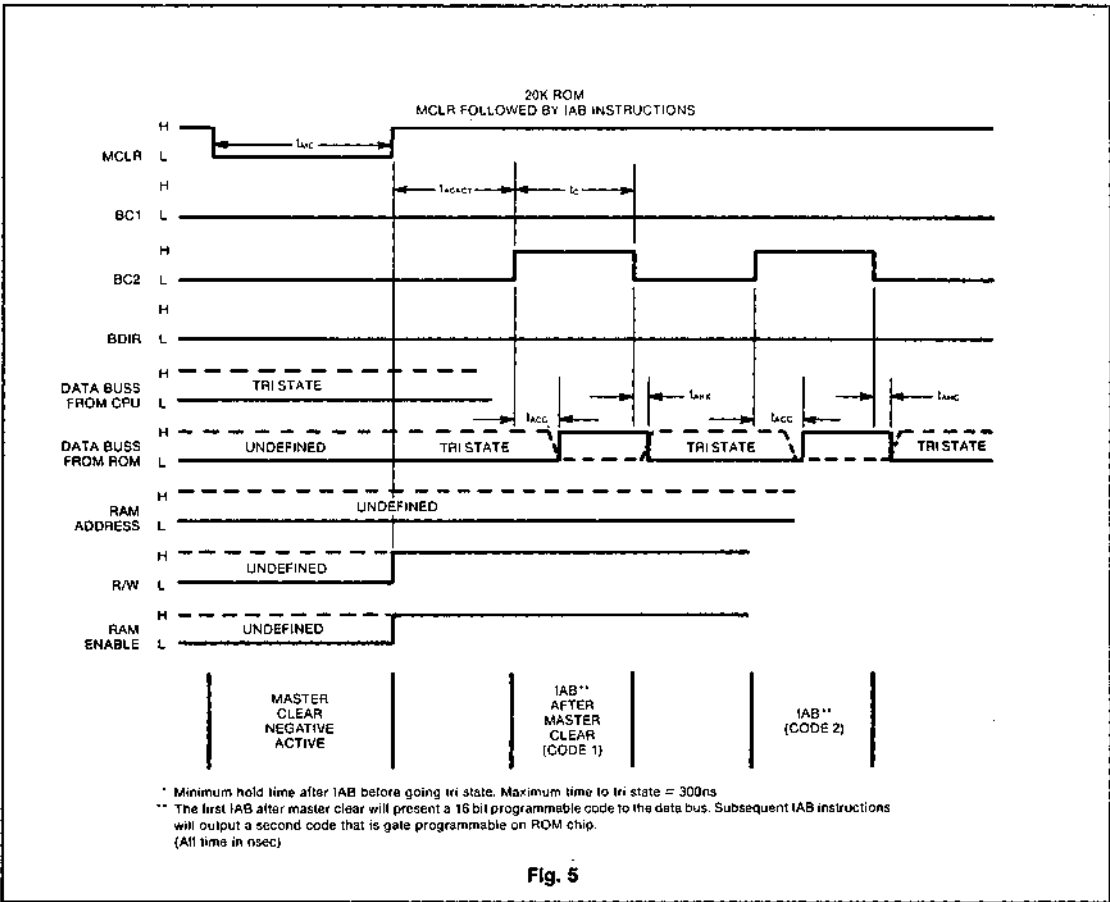 20K ROM
MCLR FOLLOWED BY IAB INSTRUCTIONS
H
MCLR L
H
BC1 L
H
BC2 L
H
BDIR L
H
TRI STATE
DATA BUSS
FROM CPU L
tACC
tACC
H
DATA BUSS
FROM ROM L
UNDEFINED TRI STATE TRI STATE TRI STATE
H
UNDEFINED
RAM
ADDRESS L
H
UNDEFINED
R/W L
H
RAM
ENABLE L
UNDEFINED
MASTER
CLEAR
NEGATIVE
ACTIVE
IAB**
AFTER
MASTER
CLEAR
(CODE 1)
IAB**
(CODE 2)
* Minimum hold time after IAB before going tri state. Maximum time to tri state = 300ns
** The first IAB after master clear will present a 16 bit programmable code to the data bus. Subsequent IAB instructions
will output a second code that is gate programmable on ROM chip.
(All time in nsec)
Fig. 5